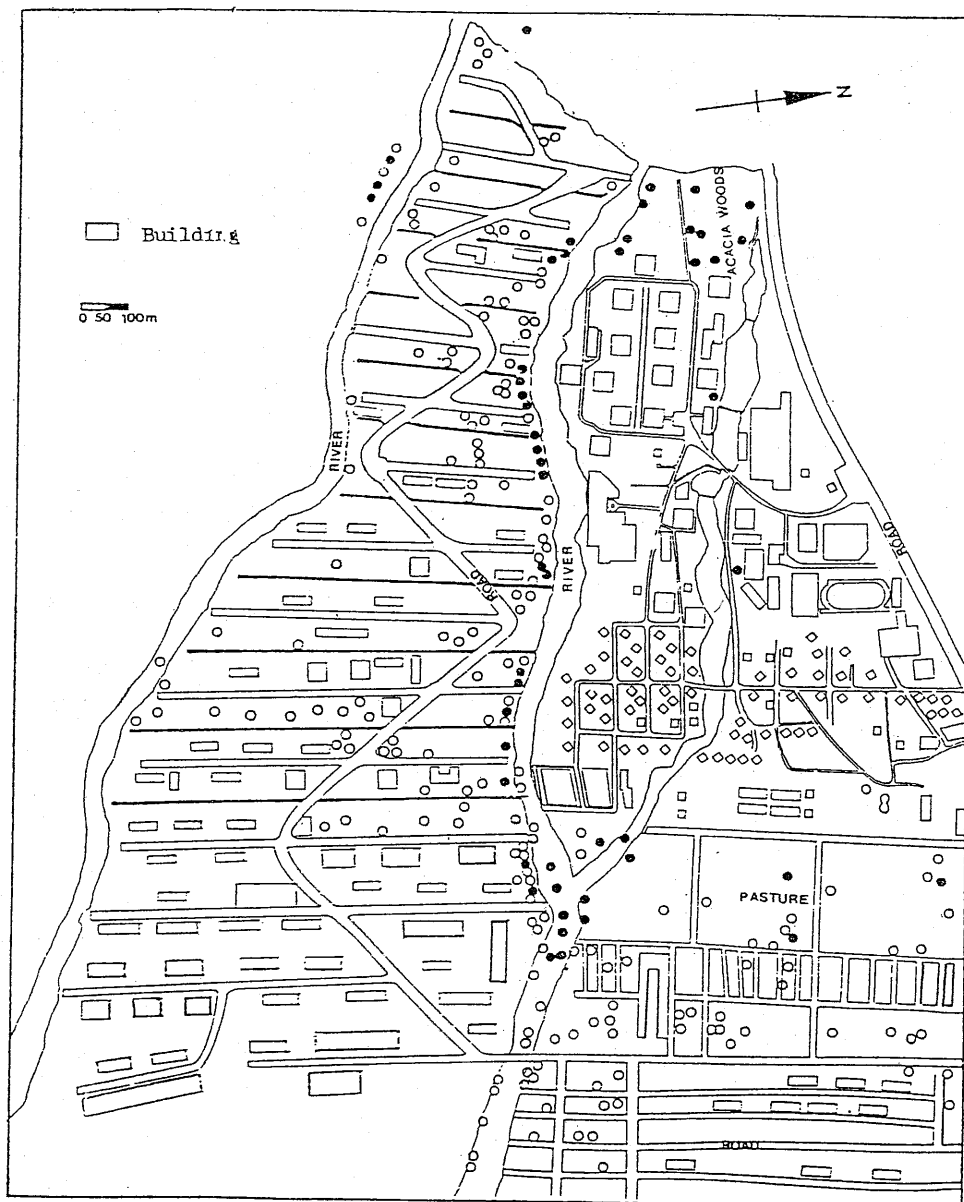 N
ACACIA WOODS
Building
0 50 100m
RIVER
ROAD
RIVER
ROAD
PASTURE
ROAD